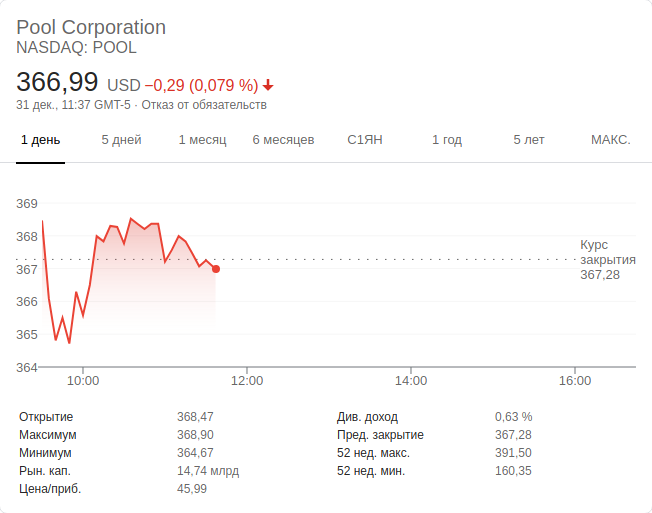 Pool Corporation
NASDAQ: POOL
366,99 USD −0,29 (0,079 %)
31 дек., 11:37 GMT-5 · Отказ от обязательств
1 день 5 дней 1 месяц 6 месяцев С1ЯН 1 год 5 лет МАКС.
369
368
367
366
365
364
Курс
закрытия
367,28
10:00 12:00 14:00 16:00
Открытие 368,47 Див. доход 0,63 %
Максимум 368,90 Пред. закрытие 367,28
Минимум 364,67 52 нед. макс. 391,50
Рын. кап. 14,74 млрд 52 нед. мин. 160,35
Цена/приб. 45,99